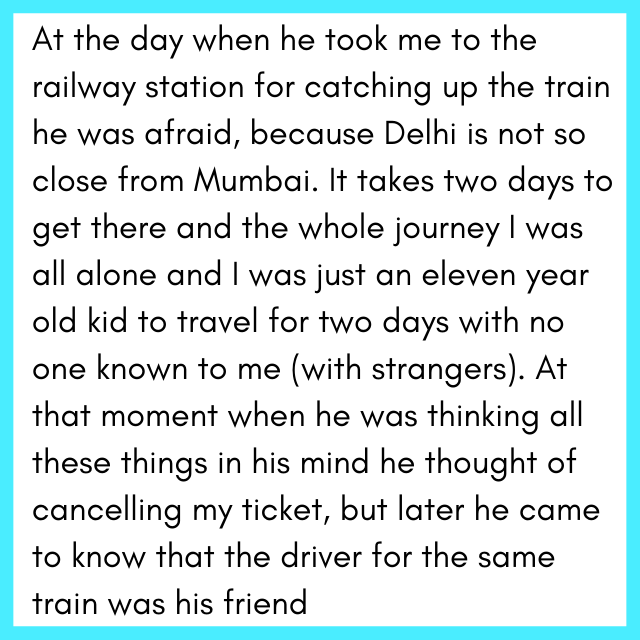 At the day when he took me to the
railway station for catching up the train
he was afraid, because Delhi is not so
close from Mumbai. It takes two days to
get there and the whole journey I was
all alone and I was just an eleven year
old kid to travel for two days with no
one known to me (with strangers). At
that moment when he was thinking all
these things in his mind he thought of
cancelling my ticket, but later he came
to know that the driver for the same
train was his friend